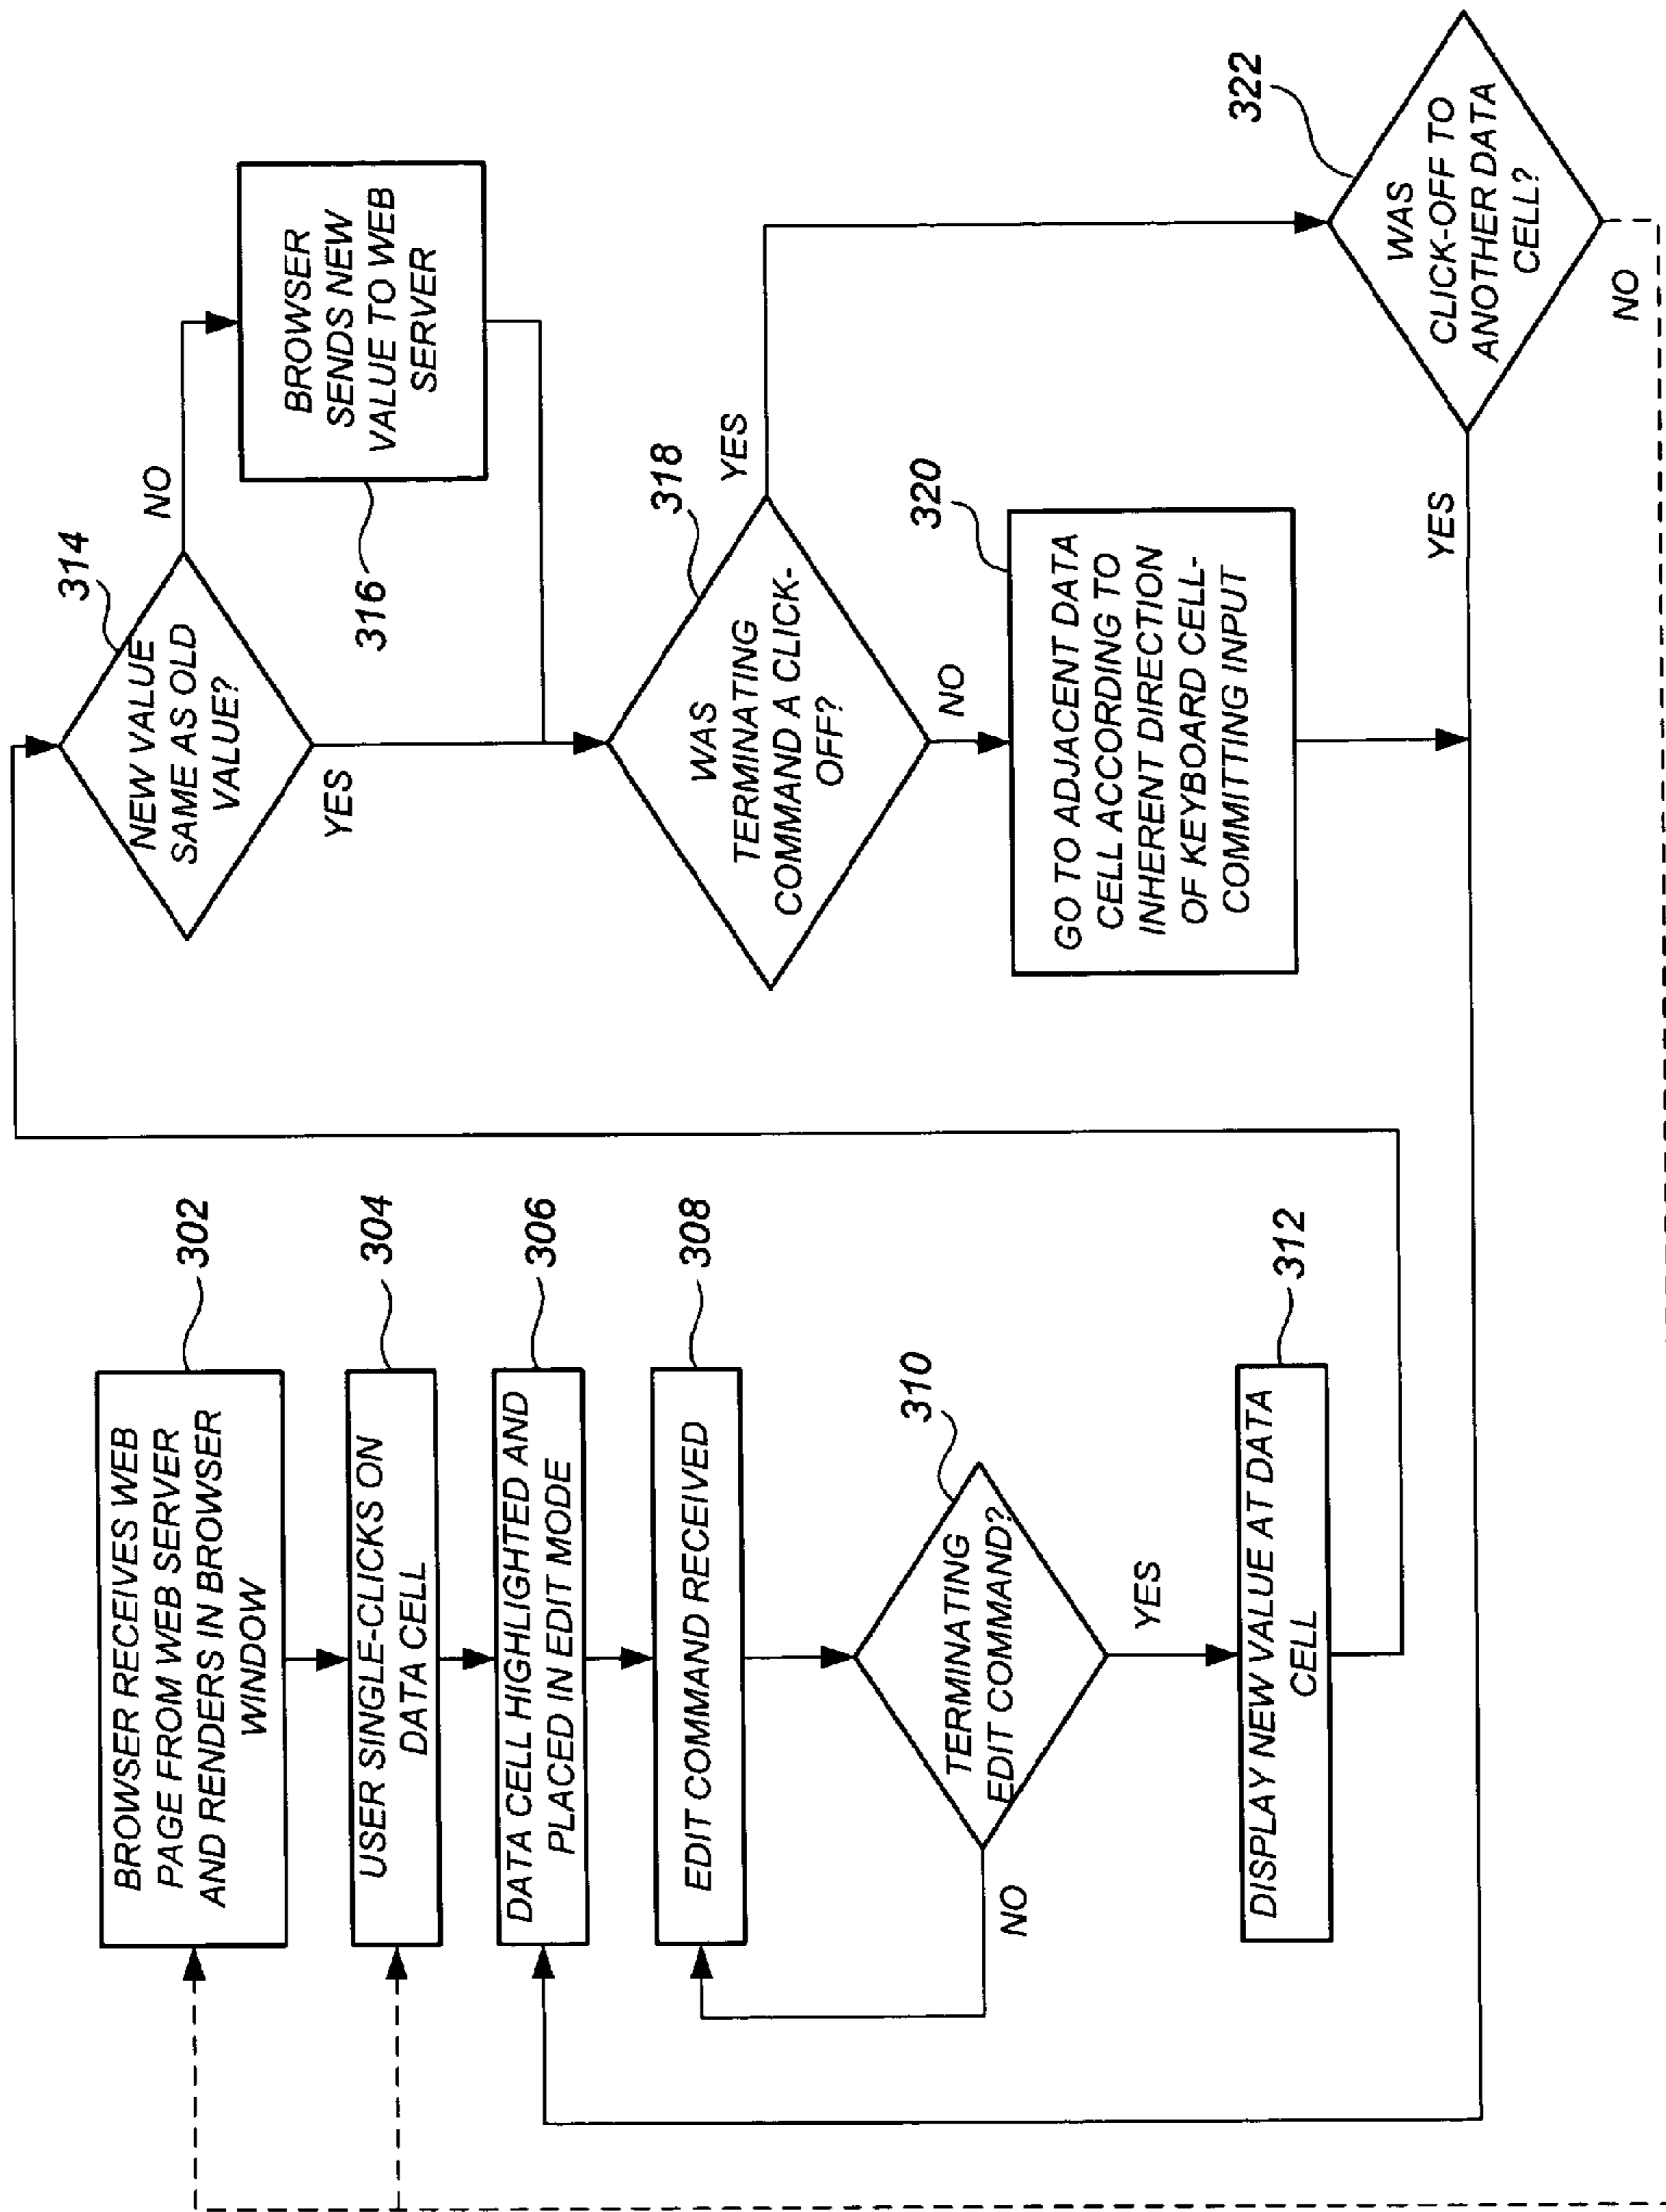 BROWSER RECEIVES WEB
PAGE FROM WEB SERVER
AND RENDERS IN BROWSER
WINDOW
302
USER SINGLE-CLICKS ON
DATA CELL
304
DATA CELL HIGHLIGHTED AND
PLACED IN EDIT MODE
306
EDIT COMMAND RECEIVED
308
TERMINATING
EDIT COMMAND?
310
NO
YES
DISPLAY NEW VALUE AT DATA
CELL
312
NEW VALUE
SAME AS OLD
VALUE?
314
NO
YES
BROWSER
SENDS NEW
VALUE TO WEB
SERVER
316
WAS
TERMINATING
COMMAND A CLICK-
OFF?
318
YES
NO
GO TO ADJACENT DATA
CELL ACCORDING TO
INHERENT DIRECTION
OF KEYBOARD CELL-
COMMITTING INPUT
320
WAS
CLICK-OFF TO
ANOTHER DATA
CELL?
322
YES
NO